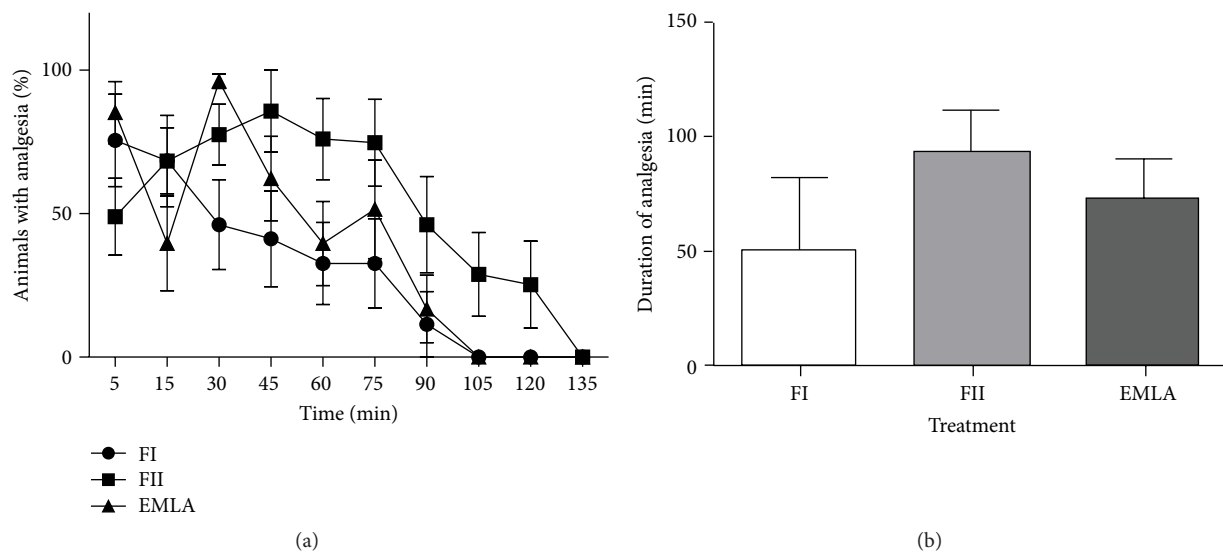 Animals with analgesia (%)
100
50
0
5 15 30 45 60 75 90 105 120 135
Time (min)
FI
FII
EMLA
(a)
Duration of analgesia (min)
150
100
50
0
FI FII EMLA
Treatment
(b)